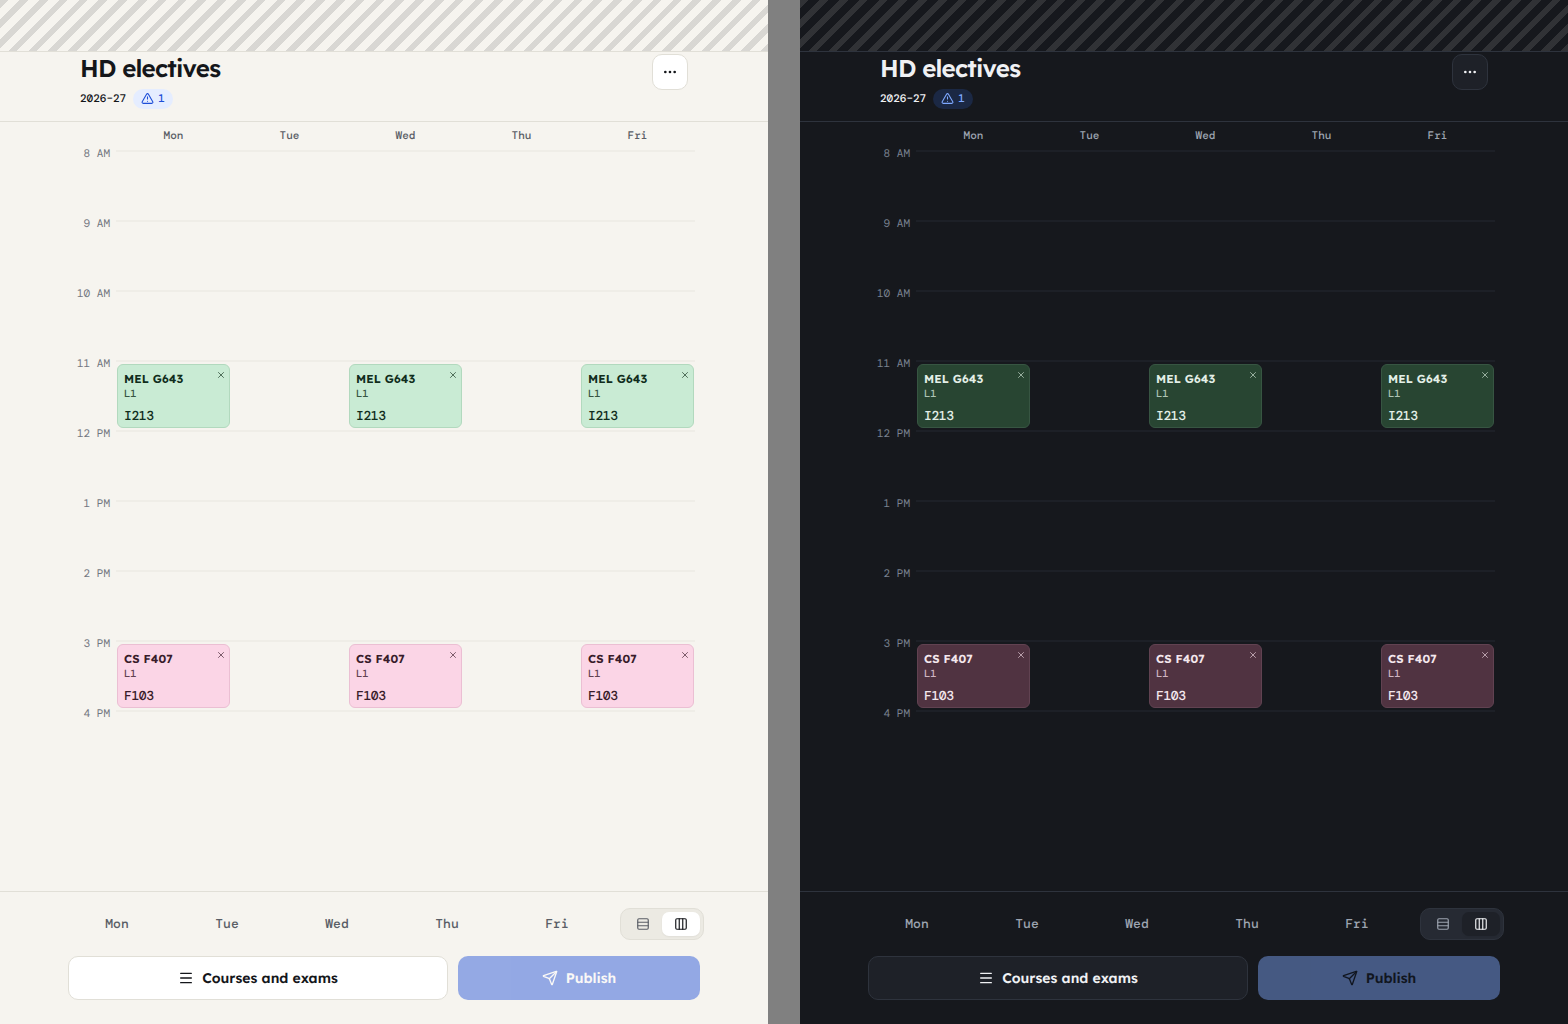 HD electives
2026-27 1
Mon Tue Wed Thu Fri
8 AM
9 AM
10 AM
11 AM
MEL G643 MEL G643 MEL G643
L1 L1 L1
I213 I213 I213
12 PM
1 PM
2 PM
3 PM
CS F407 CS F407 CS F407
L1 L1 L1
F103 F103 F103
4 PM
Mon Tue Wed Thu Fri
Courses and exams Publish
HD electives
2026-27 1
Mon Tue Wed Thu Fri
8 AM
9 AM
10 AM
11 AM
MEL G643 MEL G643 MEL G643
L1 L1 L1
I213 I213 I213
12 PM
1 PM
2 PM
3 PM
CS F407 CS F407 CS F407
L1 L1 L1
F103 F103 F103
4 PM
Mon Tue Wed Thu Fri
Courses and exams Publish